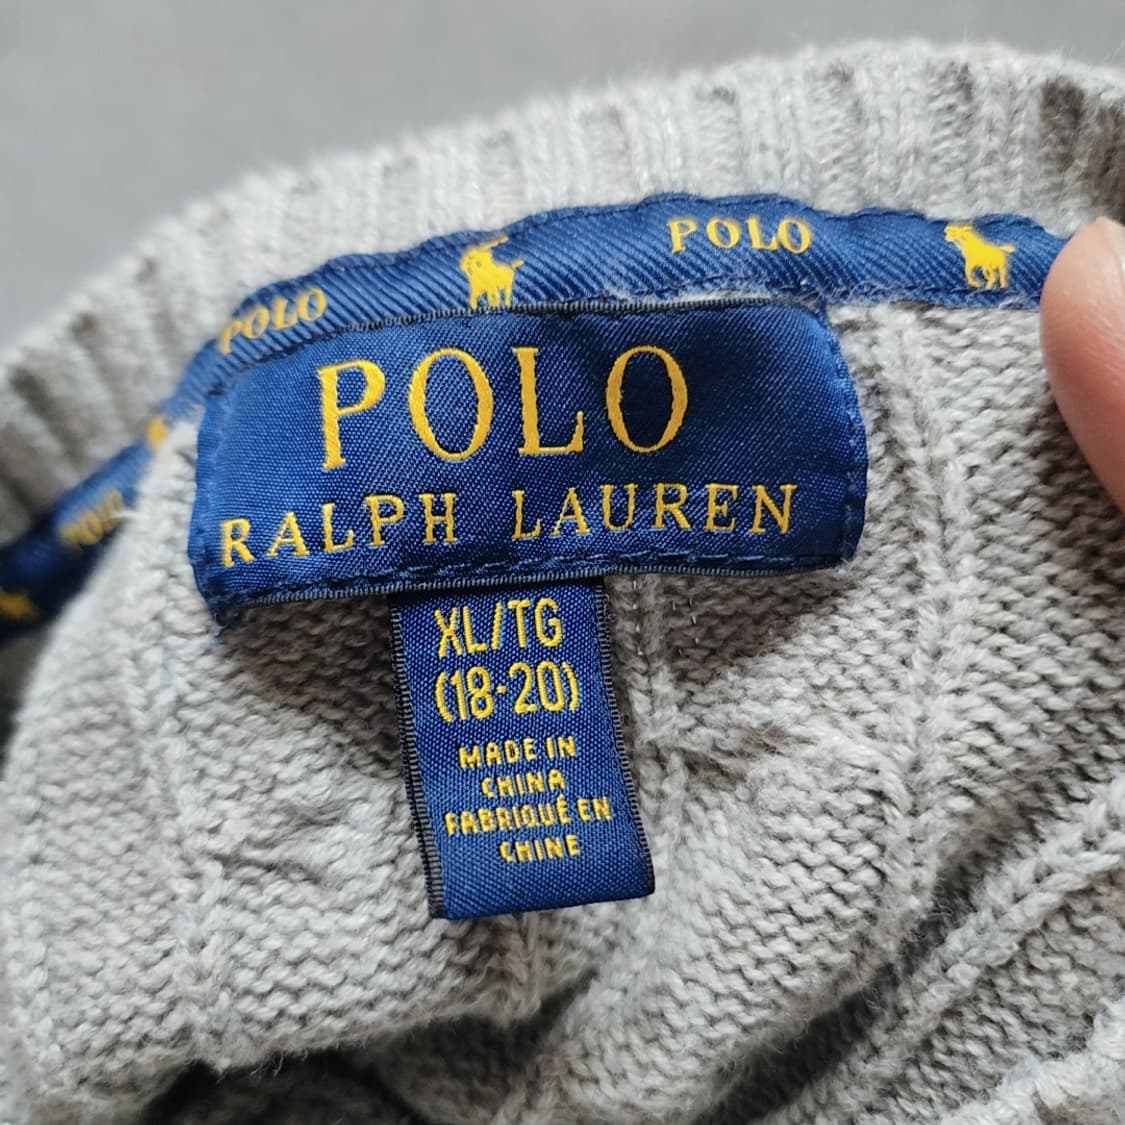 POLO
POLO
POLO
POLO
RALPH LAUREN
XL/TG
(18-20)
MADE IN
CHINA
FABRIQUÉ EN
CHINE